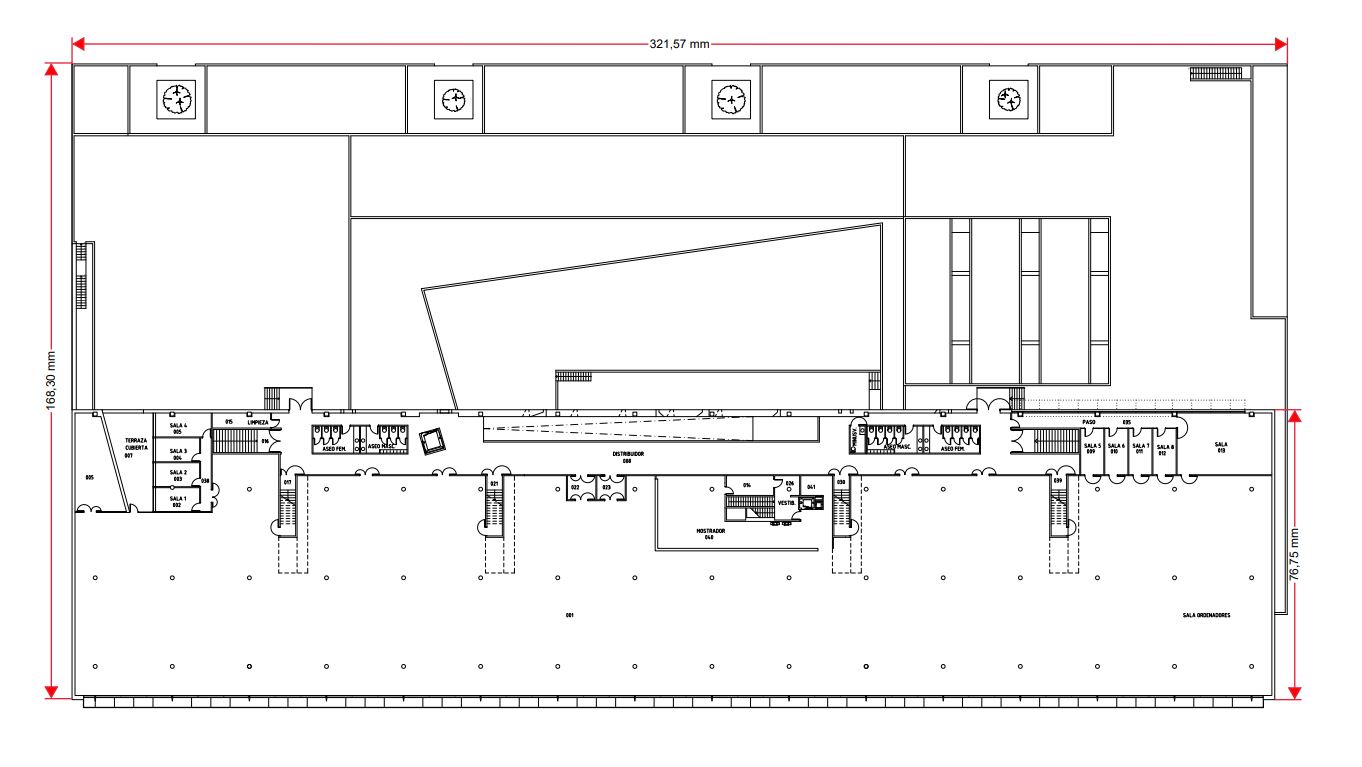 321,57 mm
168,30 mm
76,75 mm
SALA 4
005
015
LIMPIEZA
016
TERRAZA
CUBIERTA
007
SALA 3
004
SALA 2
003
030
SALA 1
002
005
ASEO FEM.
ASEO MASC.
DISTRIBUIDOR
008
ASEO MASC.
ASEO FEM.
PASO
035
SALA 5
009
SALA 6
010
SALA 7
011
SALA 8
012
SALA
013
017
021
022
023
014
026
041
VESTIB.
030
039
MOSTRADOR
040
001
SALA ORDENADORES